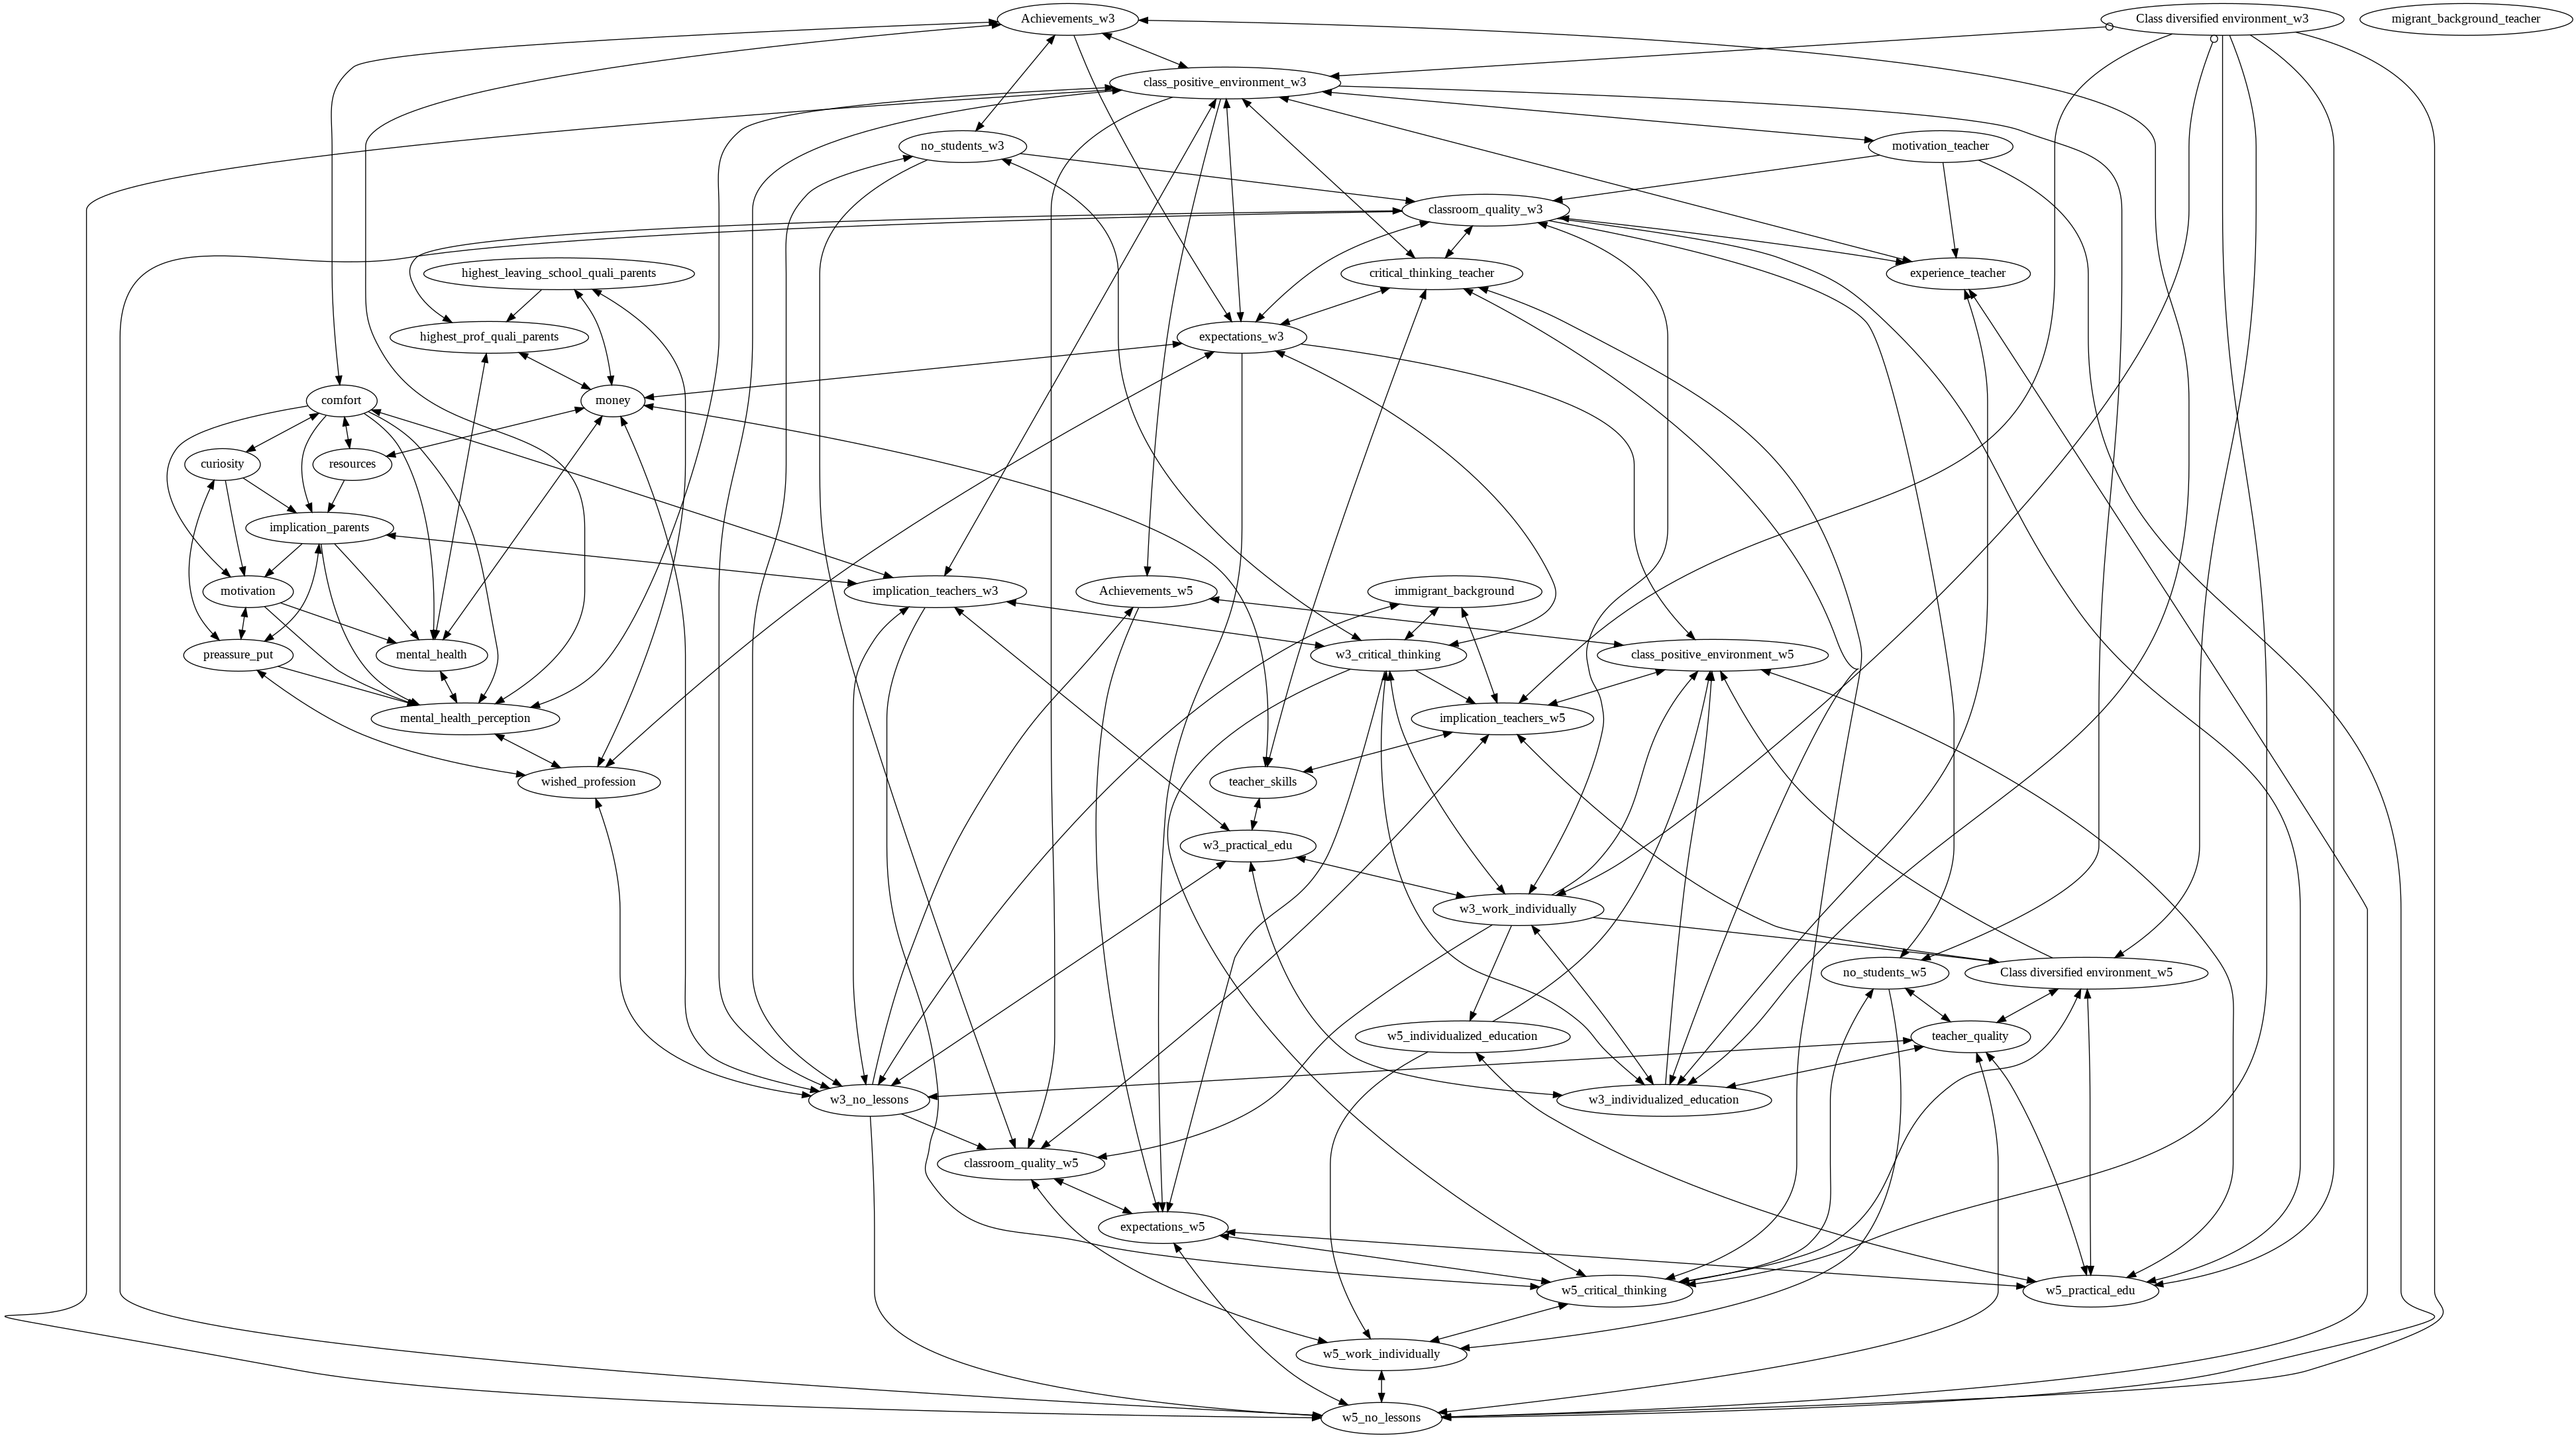 Achievements_w3
Class diversified environment_w3
migrant_background_teacher
class_positive_environment_w3
no_students_w3
motivation_teacher
classroom_quality_w3
highest_leaving_school_quali_parents
critical_thinking_teacher
experience_teacher
highest_prof_quali_parents
expectations_w3
comfort
money
curiosity
resources
implication_parents
motivation
implication_teachers_w3
Achievements_w5
immigrant_background
preassure_put
mental_health
w3_critical_thinking
class_positive_environment_w5
mental_health_perception
implication_teachers_w5
wished_profession
teacher_skills
w3_practical_edu
w3_work_individually
no_students_w5
Class diversified environment_w5
w5_individualized_education
teacher_quality
w3_no_lessons
w3_individualized_education
classroom_quality_w5
expectations_w5
w5_critical_thinking
w5_practical_edu
w5_work_individually
w5_no_lessons